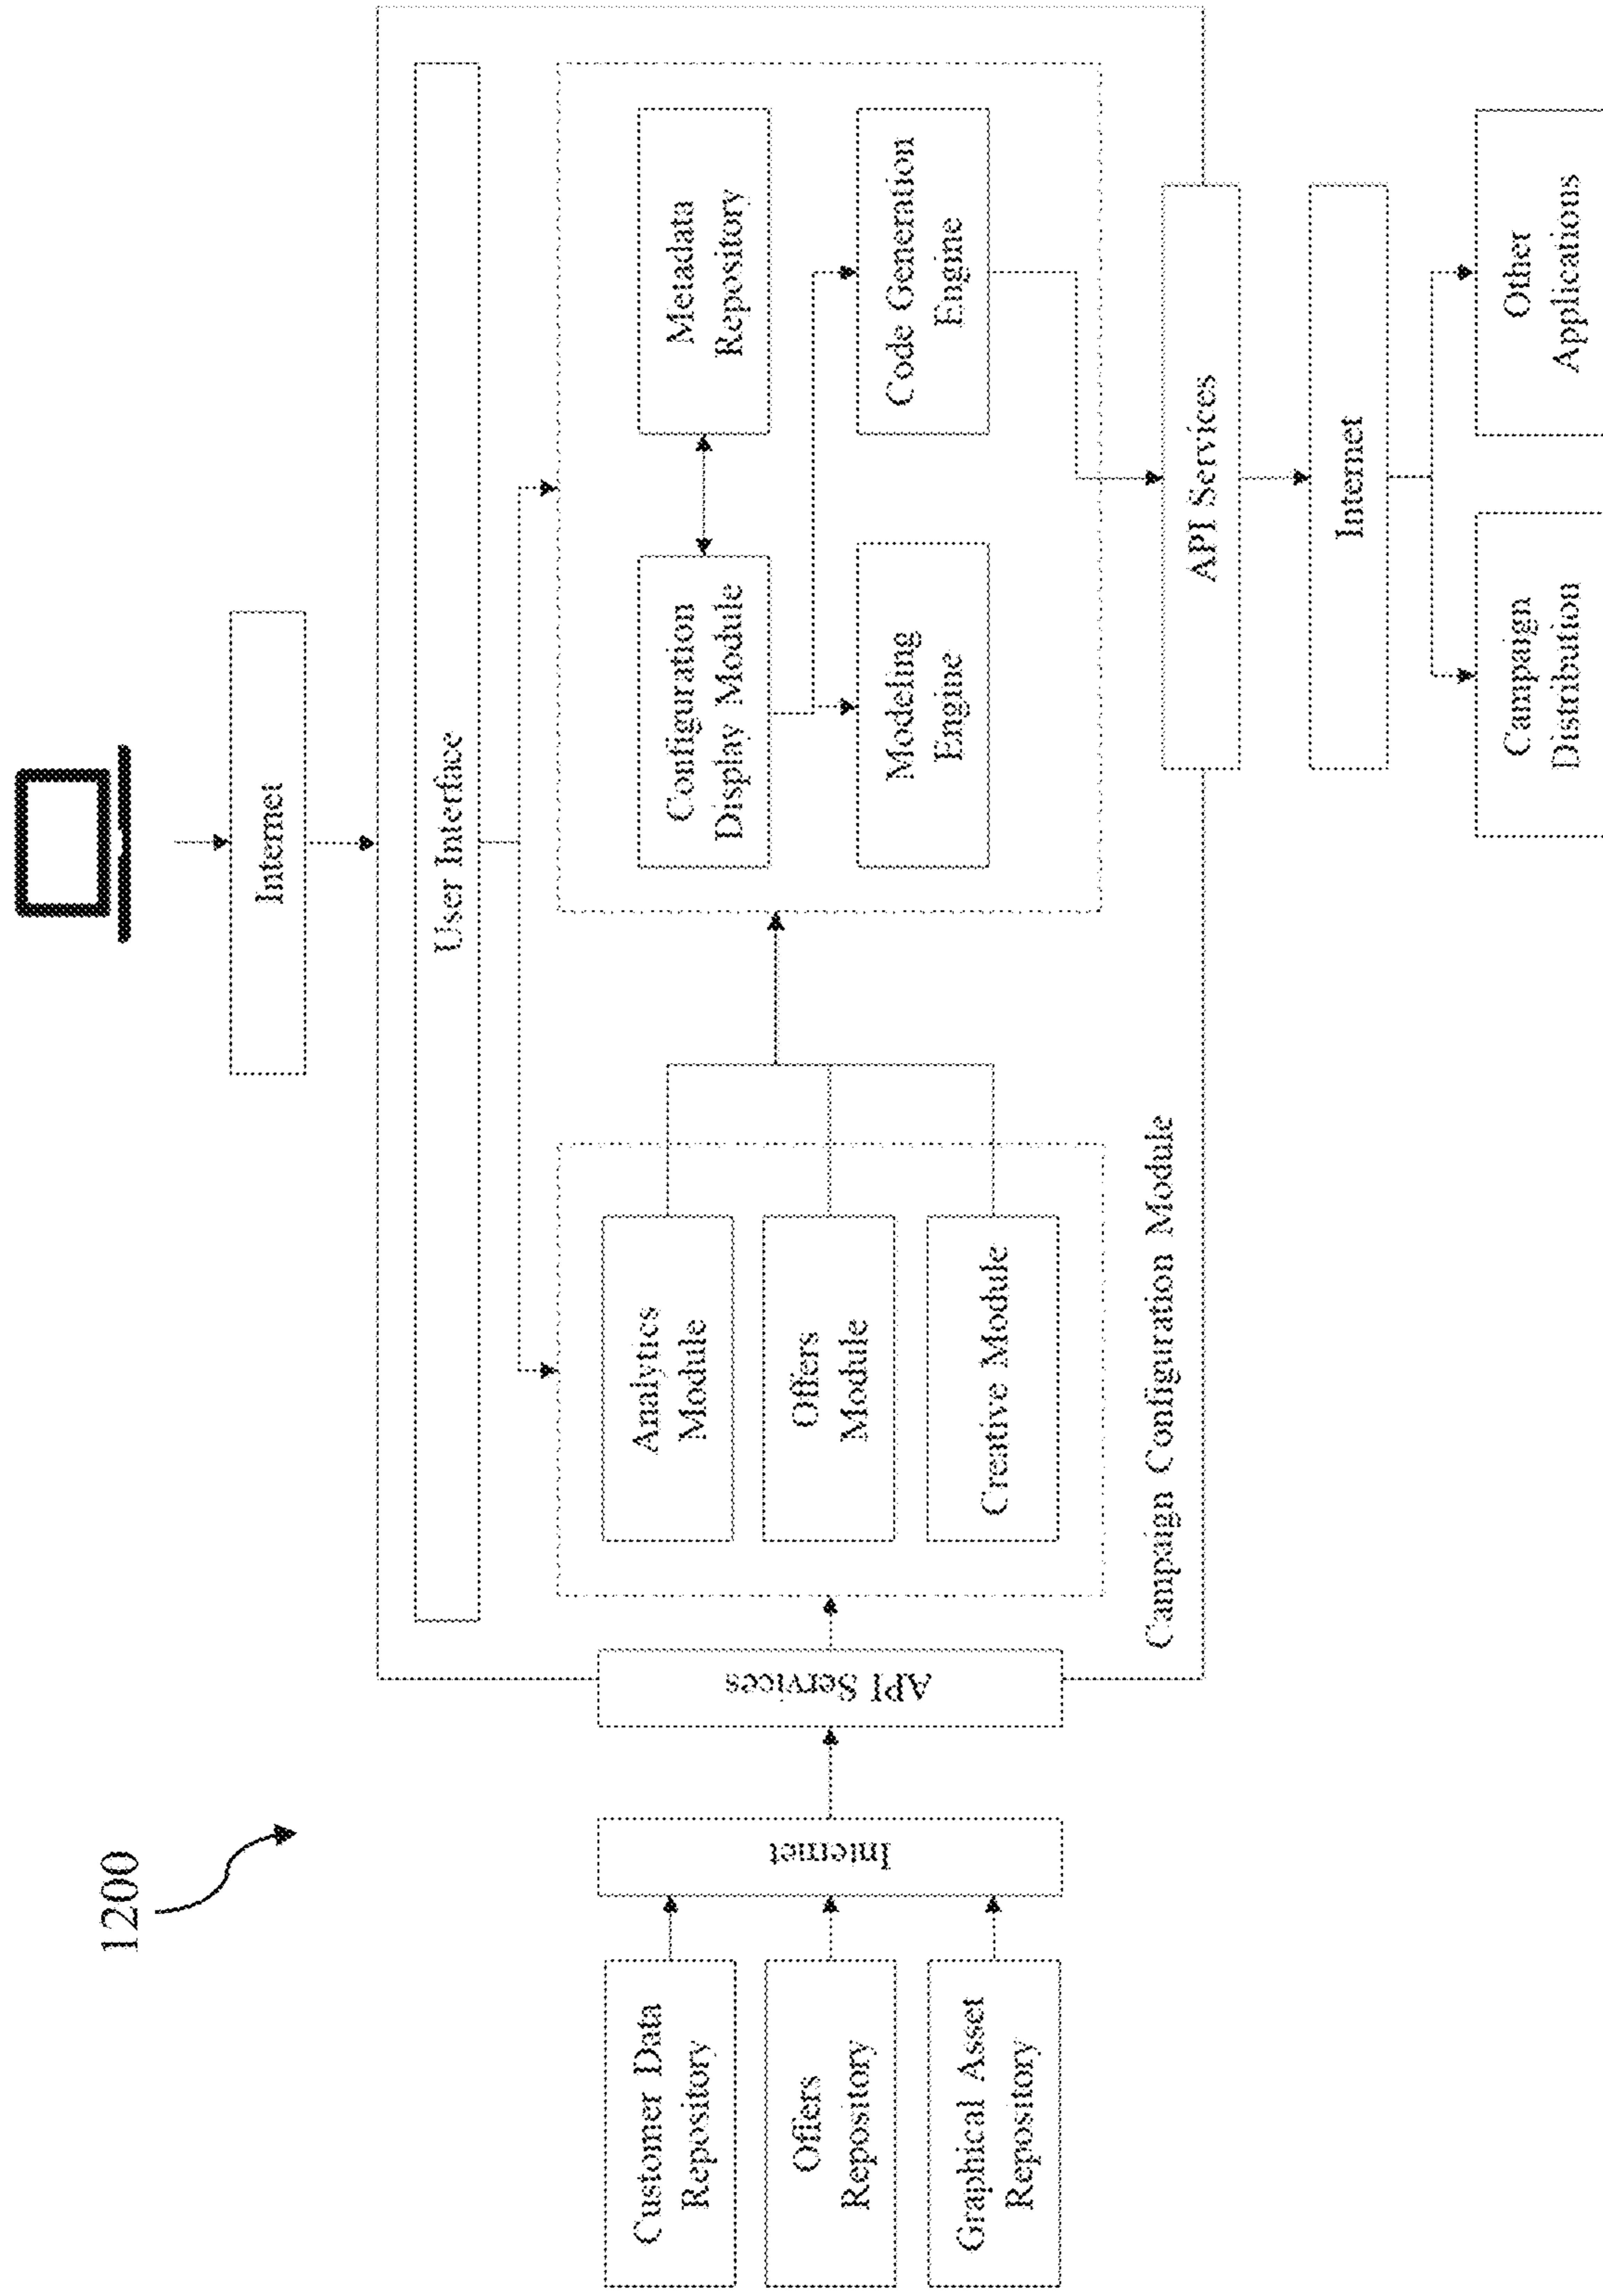 1200
Internet
User Interface
Customer Data
Repository
Offers
Repository
Graphical Asset
Repository
Internet
API Services
Analytics
Module
Offers
Module
Creative Module
Configuration
Display Module
Metadata
Repository
Modeling
Engine
Code Generation
Engine
Campaign Configuration Module
API Services
Internet
Campaign
Distribution
Other
Applications